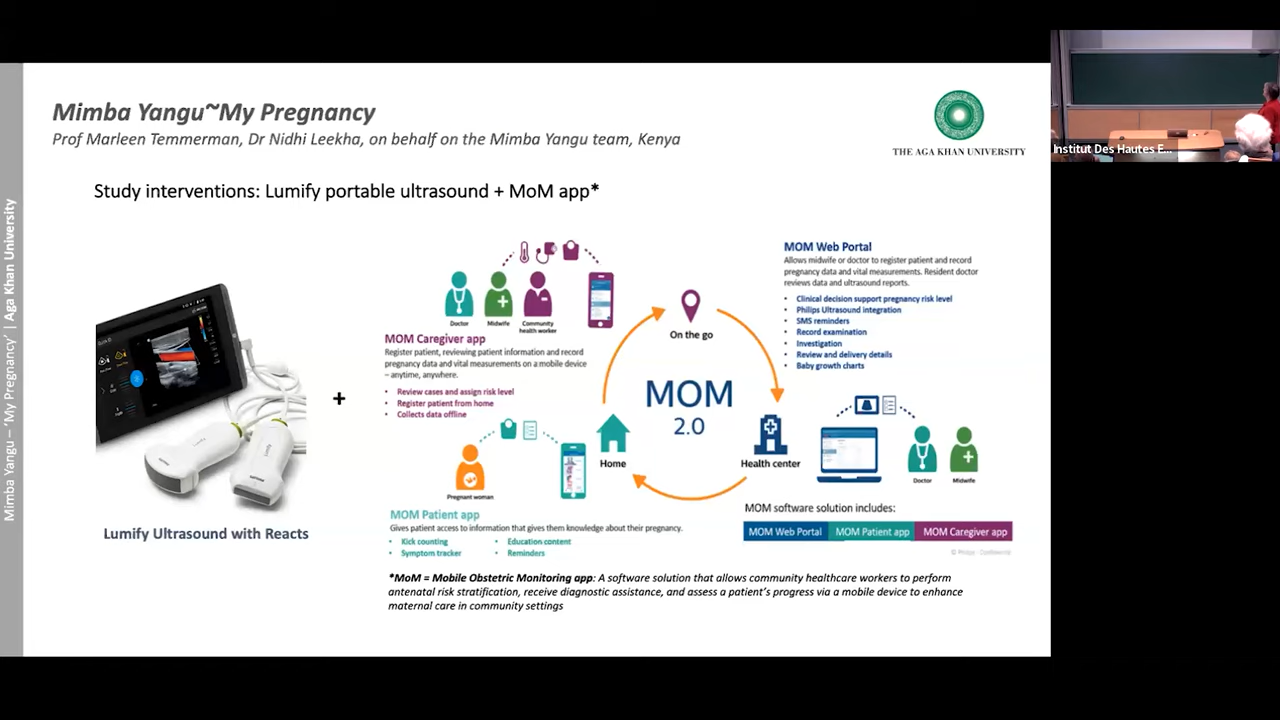 Mimba Yangu~My Pregnancy
Prof Marleen Temmerman, Dr Nidhi Leekha, on behalf on the Mimba Yangu team, Kenya
THE AGA KHAN UNIVERSITY
Institut Des Hautes E...
Mimba Yangu – 'My Pregnancy' | Aga Khan University
Study interventions: Lumify portable ultrasound + MoM app*
Lumify Ultrasound with Reacts
+
Doctor
Midwife
Community
health worker
MOM Caregiver app
Register patient, reviewing patient information and record
pregnancy data and vital measurements on a mobile device
– anytime, anywhere.
• Review cases and assign risk level
• Register patient from home
• Collects data offline
Pregnant woman
MOM Patient app
Gives patient access to information that gives them knowledge about their pregnancy.
• Kick counting
• Symptom tracker
• Education content
• Reminders
On the go
MOM
2.0
Home
Health center
MOM Web Portal
Allows midwife or doctor to register patient and record
pregnancy data and vital measurements. Resident doctor
reviews data and ultrasound reports.
• Clinical decision support pregnancy risk level
• Philips Ultrasound integration
• SMS reminders
• Record examination
• Investigation
• Review and delivery details
• Baby growth charts
Doctor
Midwife
MOM software solution includes:
MOM Web Portal
MOM Patient app
MOM Caregiver app
© Philips - Confidential
*MoM = Mobile Obstetric Monitoring app: A software solution that allows community healthcare workers to perform
antenatal risk stratification, receive diagnostic assistance, and assess a patient's progress via a mobile device to enhance
maternal care in community settings